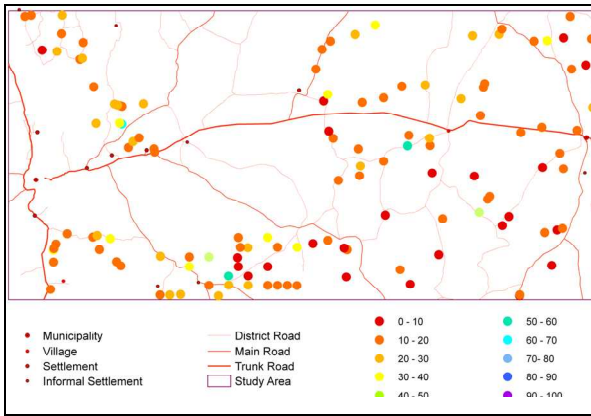 Municipality
Village
Settlement
Informal Settlement
District Road
Main Road
Trunk Road
Study Area
0 - 10
10 - 20
20 - 30
30 - 40
40 - 50
50 - 60
60 - 70
70- 80
80 - 90
90 - 100